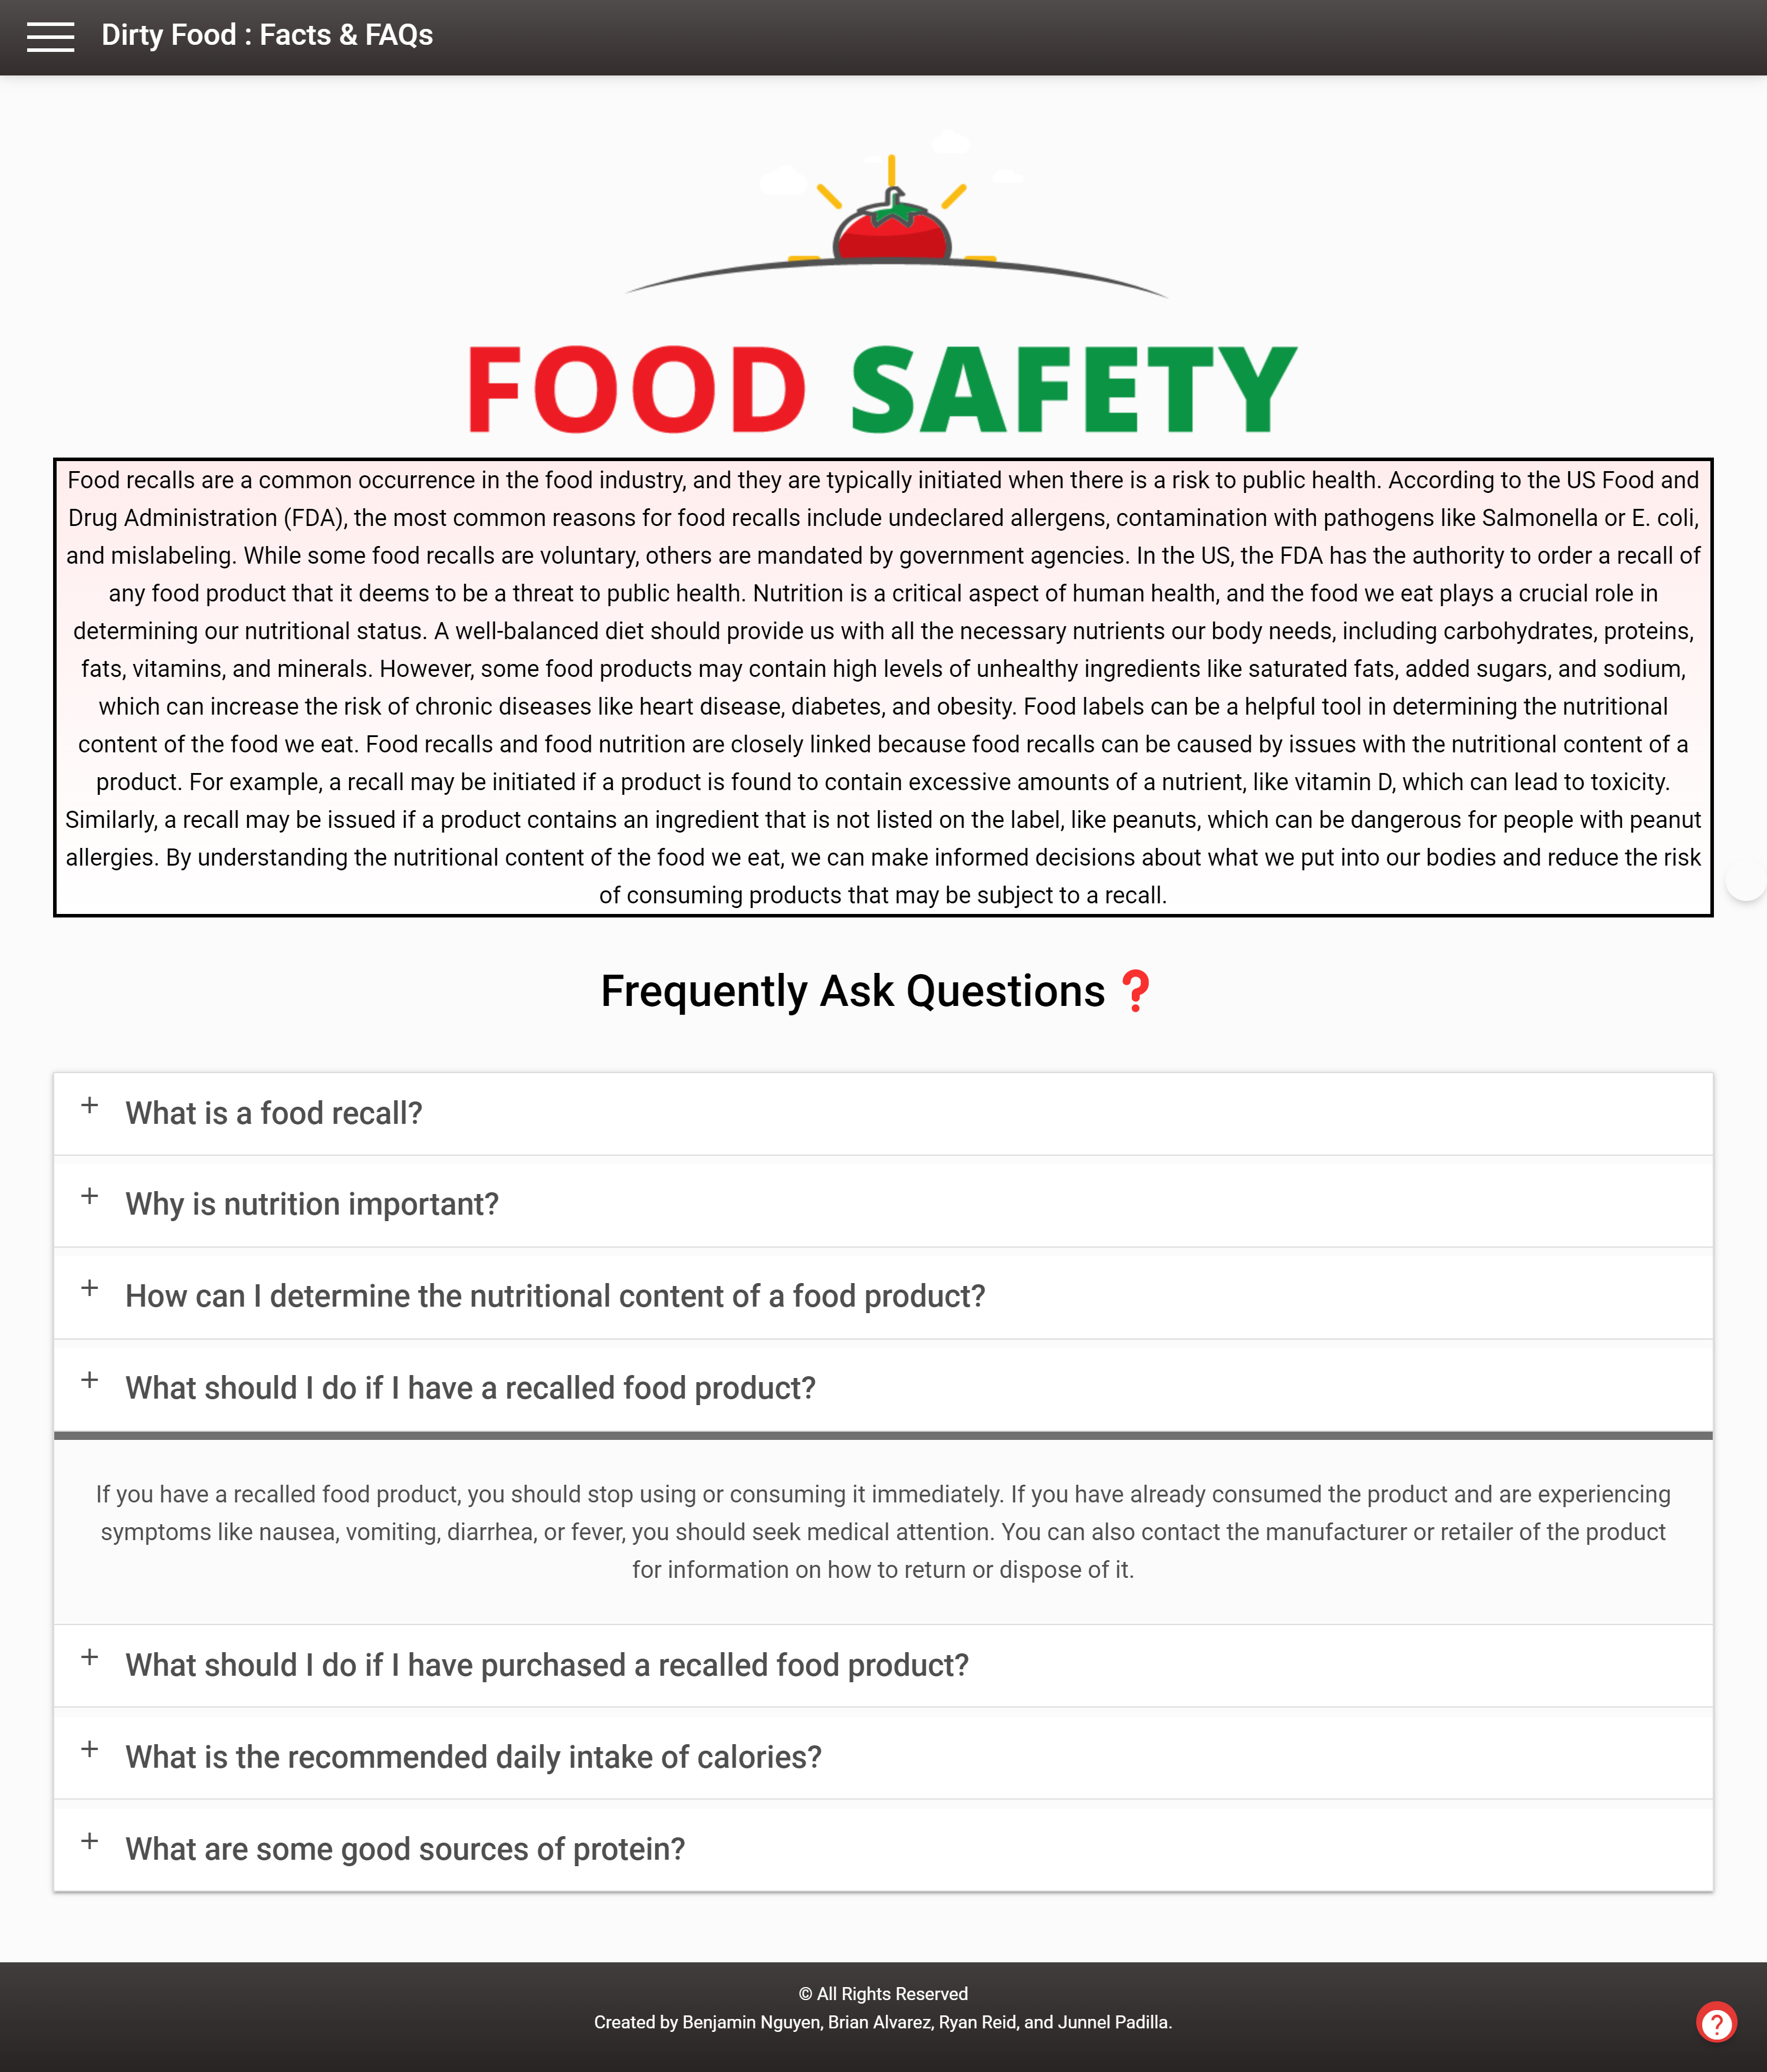 Dirty Food : Facts & FAQs
FOOD SAFETY
Food recalls are a common occurrence in the food industry, and they are typically initiated when there is a risk to public health. According to the US Food and
Drug Administration (FDA), the most common reasons for food recalls include undeclared allergens, contamination with pathogens like Salmonella or E. coli,
and mislabeling. While some food recalls are voluntary, others are mandated by government agencies. In the US, the FDA has the authority to order a recall of
any food product that it deems to be a threat to public health. Nutrition is a critical aspect of human health, and the food we eat plays a crucial role in
determining our nutritional status. A well-balanced diet should provide us with all the necessary nutrients our body needs, including carbohydrates, proteins,
fats, vitamins, and minerals. However, some food products may contain high levels of unhealthy ingredients like saturated fats, added sugars, and sodium,
which can increase the risk of chronic diseases like heart disease, diabetes, and obesity. Food labels can be a helpful tool in determining the nutritional
content of the food we eat. Food recalls and food nutrition are closely linked because food recalls can be caused by issues with the nutritional content of a
product. For example, a recall may be initiated if a product is found to contain excessive amounts of a nutrient, like vitamin D, which can lead to toxicity.
Similarly, a recall may be issued if a product contains an ingredient that is not listed on the label, like peanuts, which can be dangerous for people with peanut
allergies. By understanding the nutritional content of the food we eat, we can make informed decisions about what we put into our bodies and reduce the risk
of consuming products that may be subject to a recall.
Frequently Ask Questions ❓
+ What is a food recall?
+ Why is nutrition important?
+ How can I determine the nutritional content of a food product?
+ What should I do if I have a recalled food product?
If you have a recalled food product, you should stop using or consuming it immediately. If you have already consumed the product and are experiencing
symptoms like nausea, vomiting, diarrhea, or fever, you should seek medical attention. You can also contact the manufacturer or retailer of the product
for information on how to return or dispose of it.
+ What should I do if I have purchased a recalled food product?
+ What is the recommended daily intake of calories?
+ What are some good sources of protein?
© All Rights Reserved
Created by Benjamin Nguyen, Brian Alvarez, Ryan Reid, and Junnel Padilla.
?